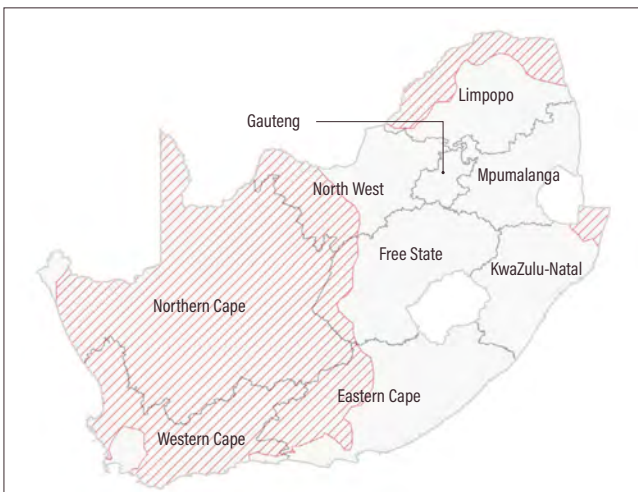 Limpopo
Gauteng
Mpumalanga
North West
Free State
KwaZulu-Natal
Northern Cape
Eastern Cape
Western Cape